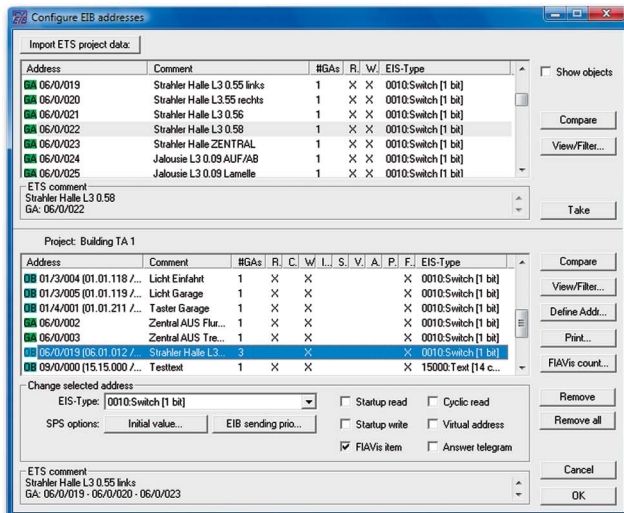 EIB Configure EIB addresses
Import ETS project data:
Address Comment #GAs R. W. EIS-Type
GA 06/0/019 Strahler Halle L3 0.55 links 1 X X 0010:Switch [1 bit]
GA 06/0/020 Strahler Halle L3.55 rechts 1 X X 0010:Switch [1 bit]
GA 06/0/021 Strahler Halle L3 0.56 1 X X 0010:Switch [1 bit]
GA 06/0/022 Strahler Halle L3 0.58 1 X X 0010:Switch [1 bit]
GA 06/0/023 Strahler Halle ZENTRAL 1 X X 0010:Switch [1 bit]
GA 06/0/024 Jalousie L3 0.09 AUF/AB 1 X X 0010:Switch [1 bit]
GA 06/0/025 Jalousie L3 0.09 Lamelle 1 X X 0010:Switch [1 bit]
Show objects
Compare
View/Filter...
ETS comment
Strahler Halle L3 0.58
GA: 06/0/022
Take
Project: Building TA 1
Address Comment #GAs R. C. W I... S. V. A. P. F. EIS-Type
OB 01/3/004 (01.01.118 /... Licht Einfahrt 1 X X X 0010:Switch [1 bit]
OB 01/3/005 (01.01.119 /... Licht Garage 1 X X X 0010:Switch [1 bit]
OB 01/4/001 (01.01.211 /... Taster Garage 1 X X X 0010:Switch [1 bit]
GA 06/0/002 Zentral AUS Flur... 1 X X X 0010:Switch [1 bit]
GA 06/0/003 Zentral AUS Tre... 1 X X X 0010:Switch [1 bit]
OB 06/0/019 (06.01.012 /... Strahler Halle L3... 3 X X 0010:Switch [1 bit]
OB 09/0/000 (15.15.000 /... Testtext 1 X X X 15000:Text [14 c...
Compare
View/Filter...
Define Addr...
Print...
FlAVis count...
Change selected address
EIS-Type: 0010:Switch [1 bit]
SPS options: Initial value... EIB sending prio...
Startup read Cyclic read
Startup write Virtual address
FlAVis item Answer telegram
Remove
Remove all
ETS comment
Strahler Halle L3 0.55 links
GA: 06/0/019 - 06/0/020 - 06/0/023
Cancel
OK